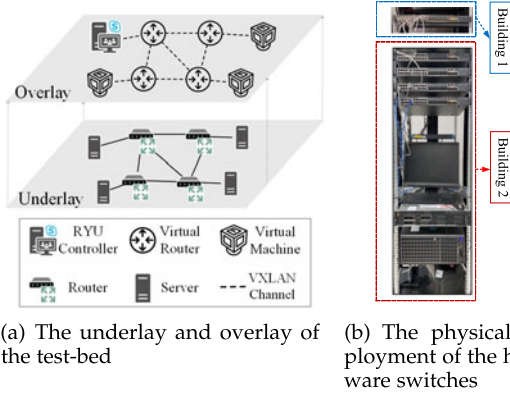 Overlay
Underlay
RYU
Controller
Virtual
Router
Virtual
Machine
Router
Server
VXLAN
Channel
Building 1
Building 2
(a) The underlay and overlay of
the test-bed
(b) The physical
ployment of the h
ware switches